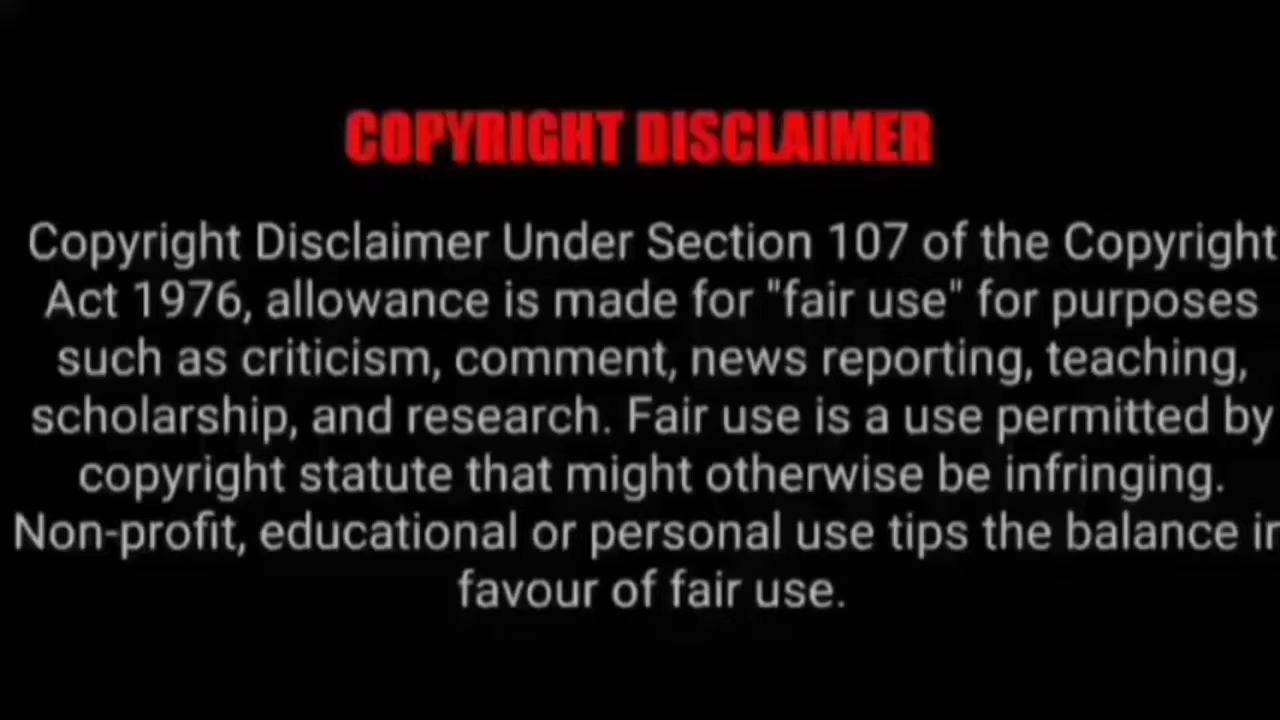 COPYRIGHT DISCLAIMER
Copyright Disclaimer Under Section 107 of the Copyright
Act 1976, allowance is made for "fair use" for purposes
such as criticism, comment, news reporting, teaching,
scholarship, and research. Fair use is a use permitted by
copyright statute that might otherwise be infringing.
Non-profit, educational or personal use tips the balance in
favour of fair use.